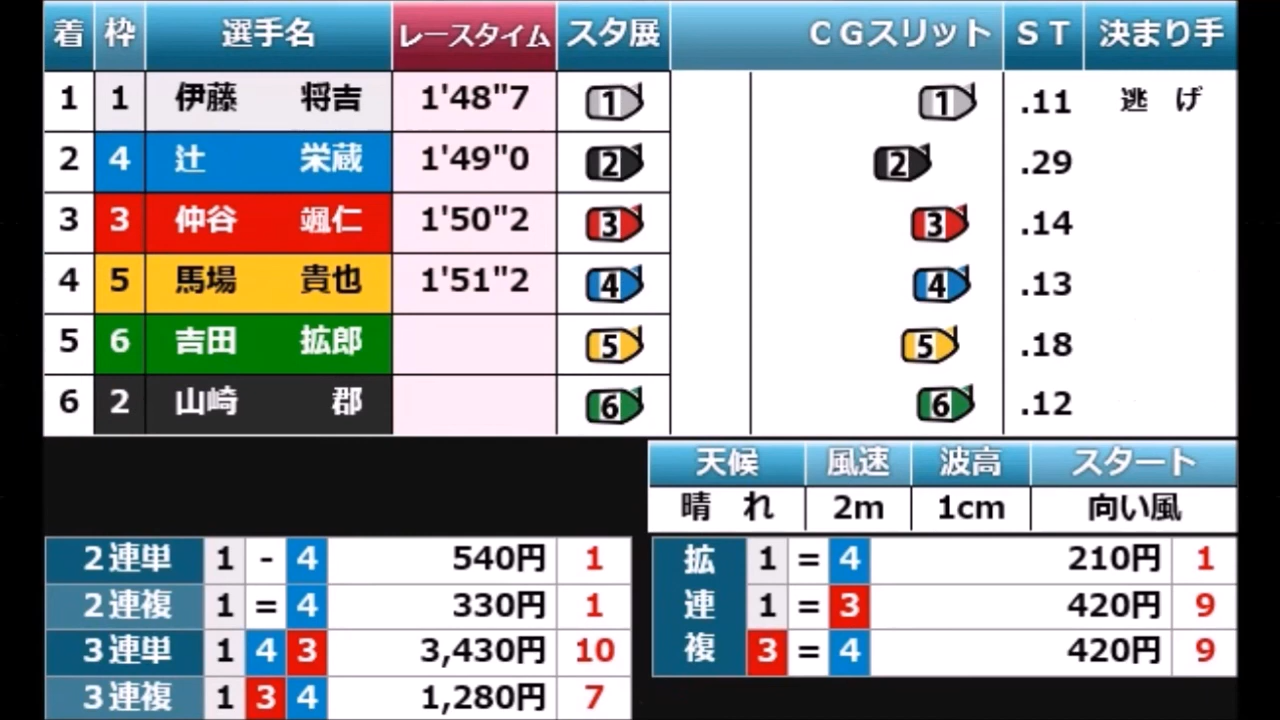 着 枠 選手名 レースタイム スタ展 CGスリット ST 決まり手
1 1 伊藤 将吉 1'48"7 1 1 .11 逃 げ
2 4 辻 栄蔵 1'49"0 2 2 .29
3 3 仲谷 颯仁 1'50"2 3 3 .14
4 5 馬場 貴也 1'51"2 4 4 .13
5 6 吉田 拡郎 5 5 .18
6 2 山崎 郡 6 6 .12
天候 風速 波高 スタート
晴 れ 2m 1cm 向い風
2連単 1 - 4 540円 1
2連複 1 = 4 330円 1
3連単 1 4 3 3,430円 10
3連複 1 3 4 1,280円 7
拡連複
1 = 4 210円 1
1 = 3 420円 9
3 = 4 420円 9